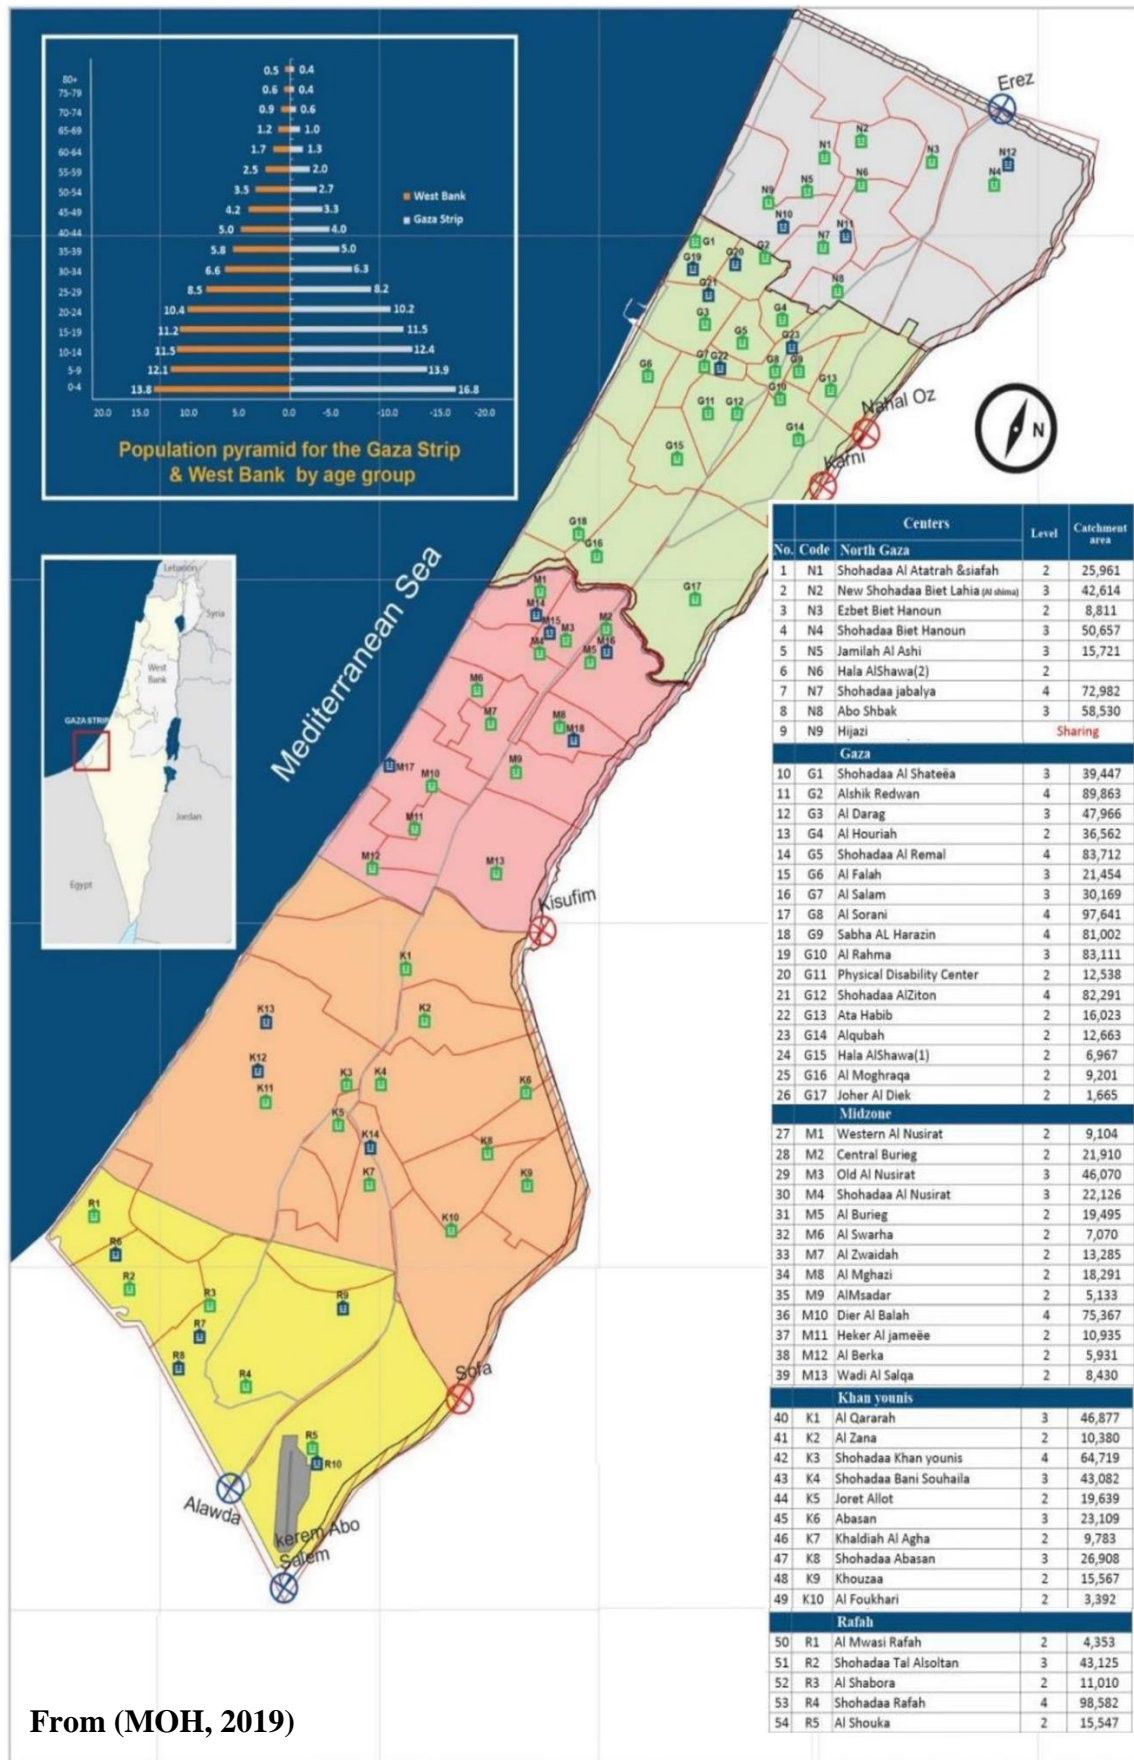 80+ 0.5 0.4
75-79 0.6 0.4
70-74 0.9 0.6
65-69 1.2 1.0
60-64 1.7 1.3
55-59 2.5 2.0
50-54 3.5 2.7
45-49 4.2 3.3
40-44 5.0 4.0
35-39 5.8 5.0
30-34 6.6 6.3
25-29 8.5 8.2
20-24 10.4 10.2
15-19 11.2 11.5
10-14 11.5 12.4
5-9 12.1 13.9
0-4 13.8 16.8
20.0 15.0 10.0 5.0 0.0 -5.0 -10.0 -15.0 -20.0
West Bank
Gaza Strip
Population pyramid for the Gaza Strip
& West Bank by age group
Lebanon
Syria
West
Bank
GAZA STRIP
Jordan
Egypt
Mediterranean Sea
Erez
N2
N1
N3
N12
N4
N5
N6
N9
N10
N11
N7
N8
G1
G2
G20
G19
G21
G3
G4
G5
G23
G6
G7
G22
G8
G9
G13
G10
G11
G12
G14
G15
G18
G16
G17
Nahal Oz
Karni
N
M1
M14
M15
M3
M2
M16
M4
M5
M6
M7
M8
M18
M9
M17
M10
M11
M12
M13
Kisufim
K1
K2
K13
K12
K11
K3
K4
K6
K5
K14
K8
K7
K9
K10
R1
R6
R2
R3
R9
R7
R8
R4
R5
R10
Sofa
Alawda
kerem Abo
Salem
Centers Level Catchment
area
No. Code North Gaza
1 N1 Shohadaa Al Atatrah &siafah 2 25,961
2 N2 New Shohadaa Biet Lahia (Al shima) 3 42,614
3 N3 Ezbet Biet Hanoun 2 8,811
4 N4 Shohadaa Biet Hanoun 3 50,657
5 N5 Jamilah Al Ashi 3 15,721
6 N6 Hala AlShawa(2) 2
7 N7 Shohadaa jabalya 4 72,982
8 N8 Abo Shbak 3 58,530
9 N9 Hijazi Sharing
Gaza
10 G1 Shohadaa Al Shateëa 3 39,447
11 G2 Alshik Redwan 4 89,863
12 G3 Al Darag 3 47,966
13 G4 Al Houriah 2 36,562
14 G5 Shohadaa Al Remal 4 83,712
15 G6 Al Falah 3 21,454
16 G7 Al Salam 3 30,169
17 G8 Al Sorani 4 97,641
18 G9 Sabha AL Harazin 4 81,002
19 G10 Al Rahma 3 83,111
20 G11 Physical Disability Center 2 12,538
21 G12 Shohadaa AlZiton 4 82,291
22 G13 Ata Habib 2 16,023
23 G14 Alqubah 2 12,663
24 G15 Hala AlShawa(1) 2 6,967
25 G16 Al Moghraqa 2 9,201
26 G17 Joher Al Diek 2 1,665
Midzone
27 M1 Western Al Nusirat 2 9,104
28 M2 Central Burieg 2 21,910
29 M3 Old Al Nusirat 3 46,070
30 M4 Shohadaa Al Nusirat 3 22,126
31 M5 Al Burieg 2 19,495
32 M6 Al Swarha 2 7,070
33 M7 Al Zwaidah 2 13,285
34 M8 Al Mghazi 2 18,291
35 M9 AlMsadar 2 5,133
36 M10 Dier Al Balah 4 75,367
37 M11 Heker Al jameëe 2 10,935
38 M12 Al Berka 2 5,931
39 M13 Wadi Al Salqa 2 8,430
Khan younis
40 K1 Al Qararah 3 46,877
41 K2 Al Zana 2 10,380
42 K3 Shohadaa Khan younis 4 64,719
43 K4 Shohadaa Bani Souhaila 3 43,082
44 K5 Joret Allot 2 19,639
45 K6 Abasan 3 23,109
46 K7 Khaldiah Al Agha 2 9,783
47 K8 Shohadaa Abasan 3 26,908
48 K9 Khouzaa 2 15,567
49 K10 Al Foukhari 2 3,392
Rafah
50 R1 Al Mwasi Rafah 2 4,353
51 R2 Shohadaa Tal Alsoltan 3 43,125
52 R3 Al Shabora 2 11,010
53 R4 Shohadaa Rafah 4 98,582
54 R5 Al Shouka 2 15,547
From (MOH, 2019)